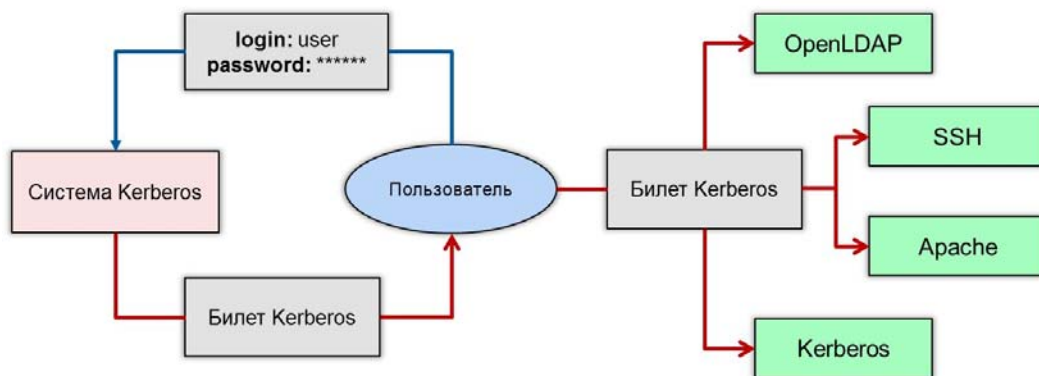 login: user
password: ******
Система Kerberos
Пользователь
Билет Kerberos
Билет Kerberos
OpenLDAP
SSH
Apache
Kerberos